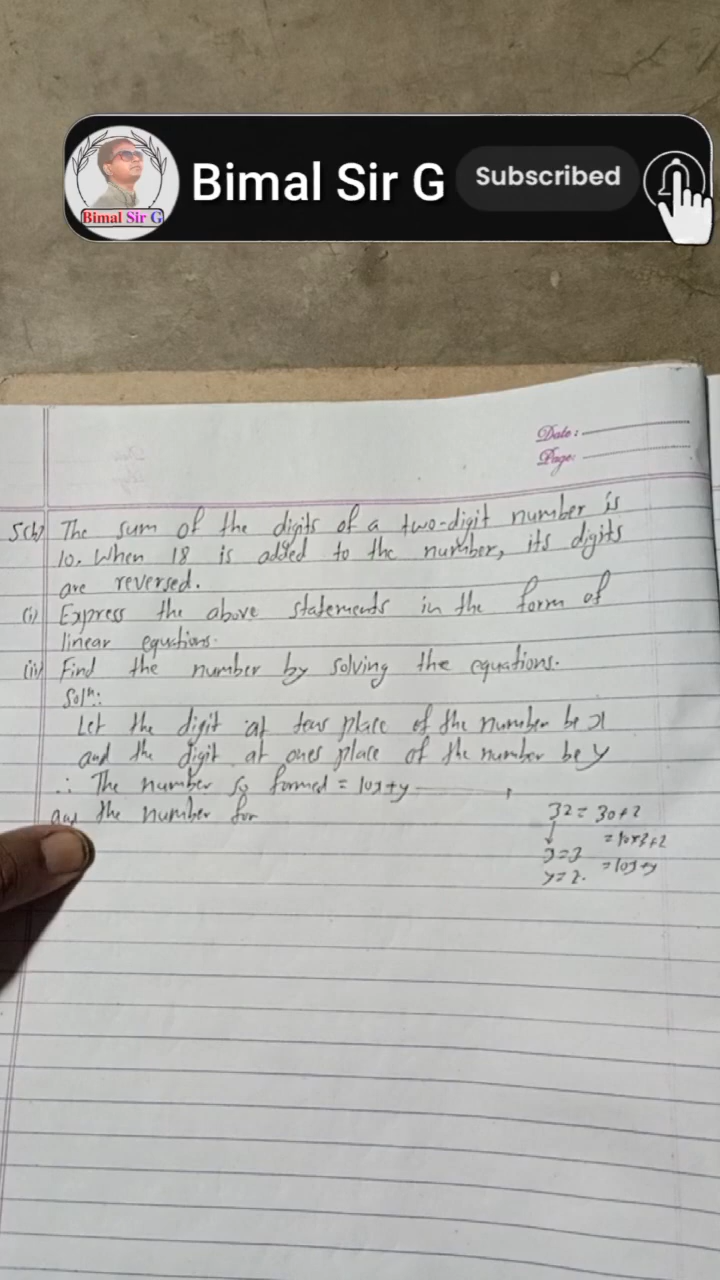 Bimal Sir G
Subscribed
Bimal Sir G
Date:
Page:
5(b) The sum of the digits of a two-digit number is
10. When 18 is added to the number, its digits
are reversed.
(i) Express the above statements in the form of
linear equations.
(ii) Find the number by solving the equations.
Solⁿ:
Let the digit at tens place of the number be x
and the digit at ones place of the number be y
∴ The number so formed = 10x+y
and the number for
32 = 30+2
↓ = 10×3+2
x=3 = 10x+y
y=2.